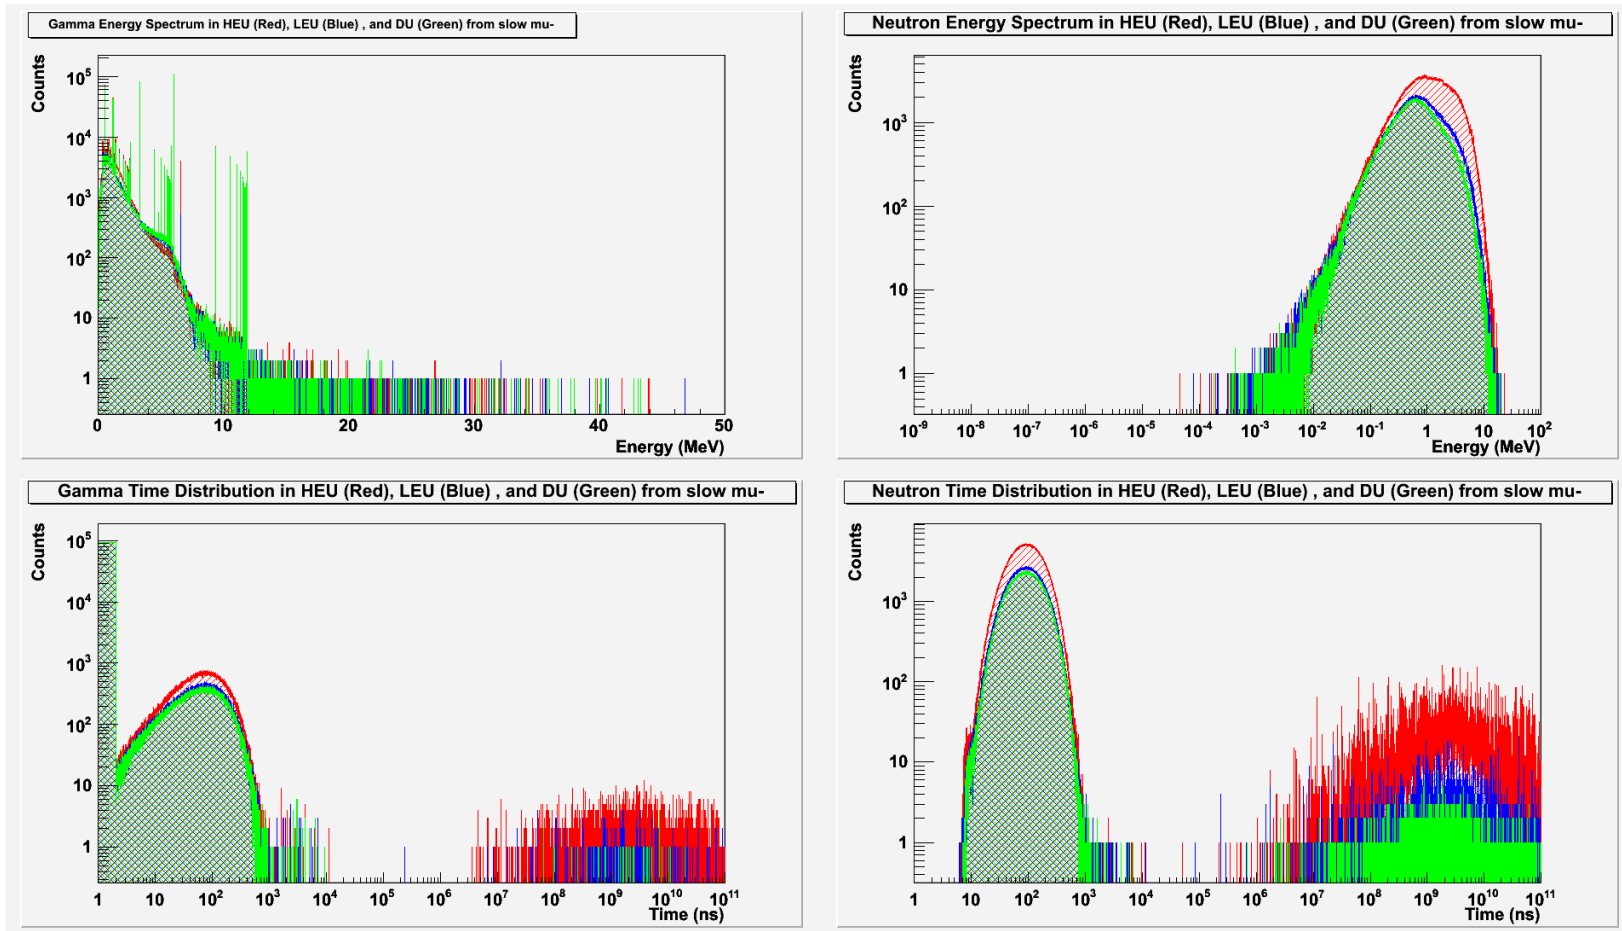 Gamma Energy Spectrum in HEU (Red), LEU (Blue) , and DU (Green) from slow mu-
Counts
10^5
10^4
10^3
10^2
10
1
0 10 20 30 40 50
Energy (MeV)
Neutron Energy Spectrum in HEU (Red), LEU (Blue) , and DU (Green) from slow mu-
Counts
10^3
10^2
10
1
10^-9 10^-8 10^-7 10^-6 10^-5 10^-4 10^-3 10^-2 10^-1 1 10 10^2
Energy (MeV)
Gamma Time Distribution in HEU (Red), LEU (Blue) , and DU (Green) from slow mu-
Counts
10^5
10^4
10^3
10^2
10
1
1 10 10^2 10^3 10^4 10^5 10^6 10^7 10^8 10^9 10^10 10^11
Time (ns)
Neutron Time Distribution in HEU (Red), LEU (Blue) , and DU (Green) from slow mu-
Counts
10^3
10^2
10
1
1 10 10^2 10^3 10^4 10^5 10^6 10^7 10^8 10^9 10^10 10^11
Time (ns)